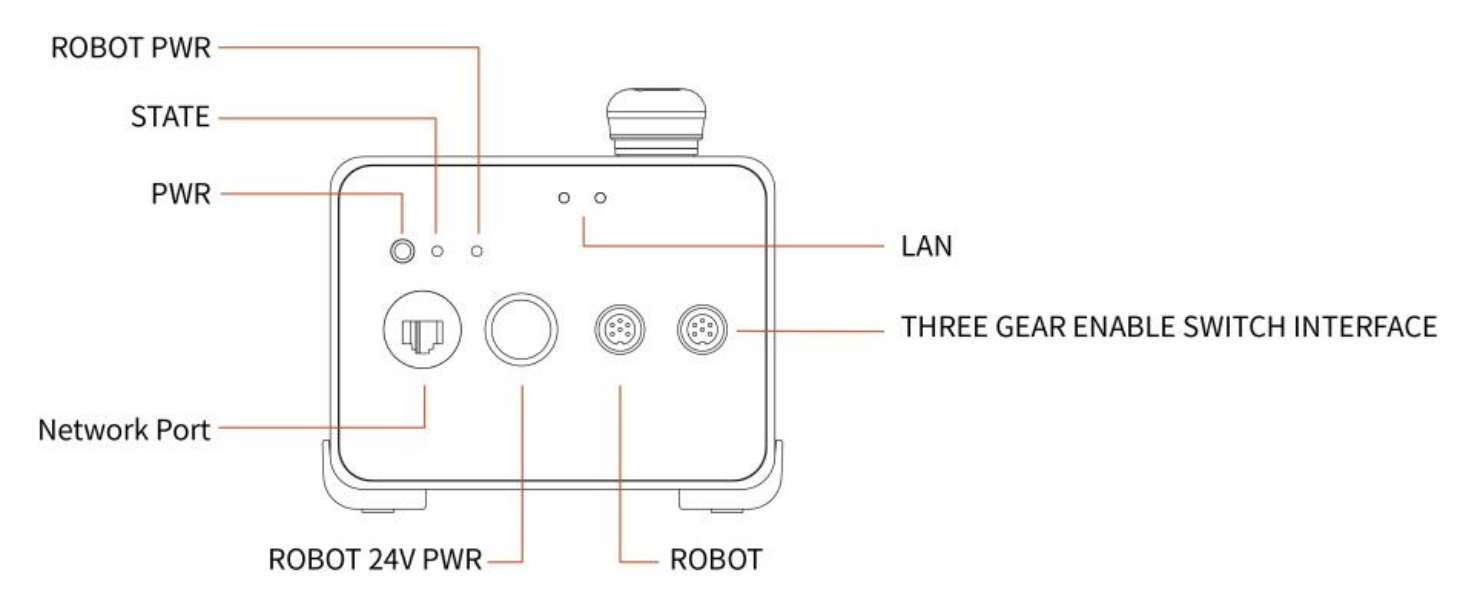 ROBOT PWR
STATE
PWR
LAN
THREE GEAR ENABLE SWITCH INTERFACE
Network Port
ROBOT 24V PWR
ROBOT